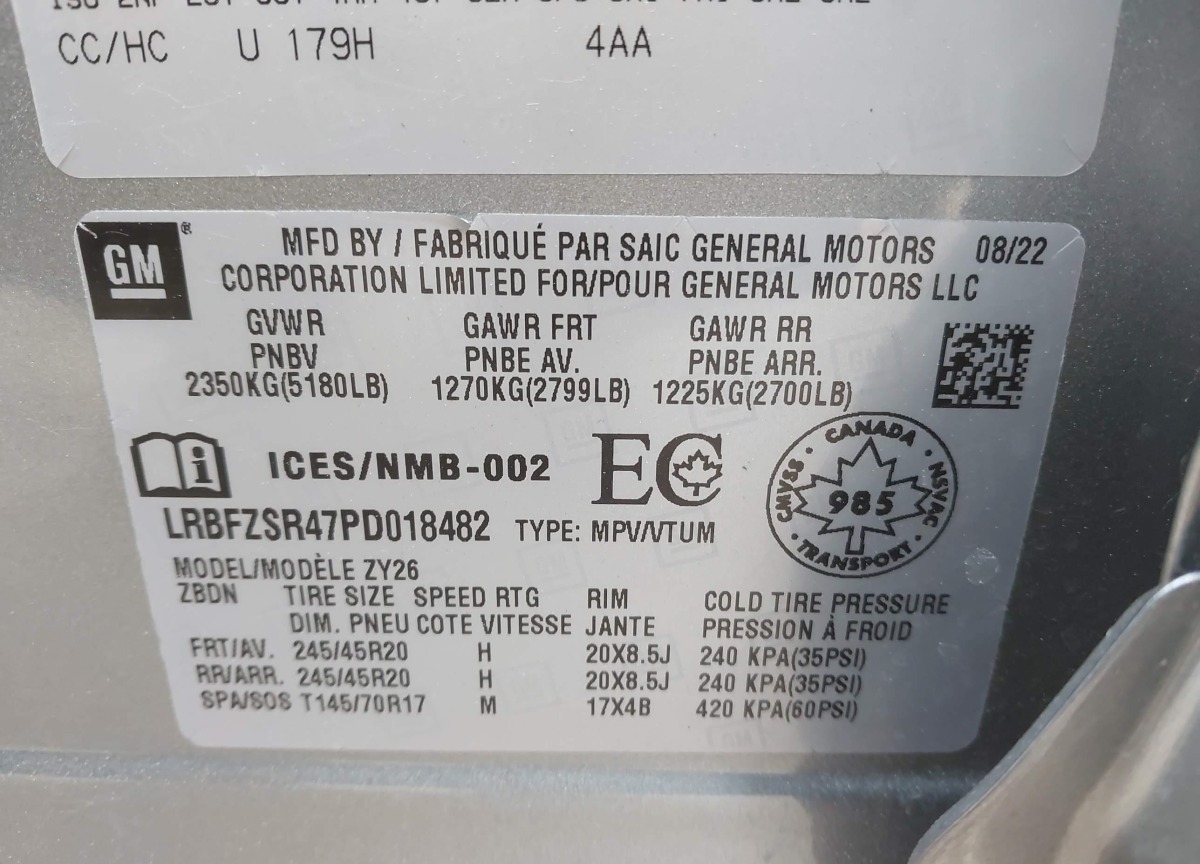 CC/HC U 179H 4AA
GM ®
MFD BY / FABRIQUÉ PAR SAIC GENERAL MOTORS 08/22
CORPORATION LIMITED FOR/POUR GENERAL MOTORS LLC
GVWR GAWR FRT GAWR RR
PNBV PNBE AV. PNBE ARR.
2350KG(5180LB) 1270KG(2799LB) 1225KG(2700LB)
i ICES/NMB-002 EC
CANADA
CMVSS 985 NSVAC
TRANSPORT
LRBFZSR47PD018482 TYPE: MPV/VTUM
MODEL/MODÈLE ZY26
ZBDN TIRE SIZE SPEED RTG RIM COLD TIRE PRESSURE
DIM. PNEU COTE VITESSE JANTE PRESSION À FROID
FRT/AV. 245/45R20 H 20X8.5J 240 KPA(35PSI)
RR/ARR. 245/45R20 H 20X8.5J 240 KPA(35PSI)
SPA/SOS T145/70R17 M 17X4B 420 KPA(60PSI)